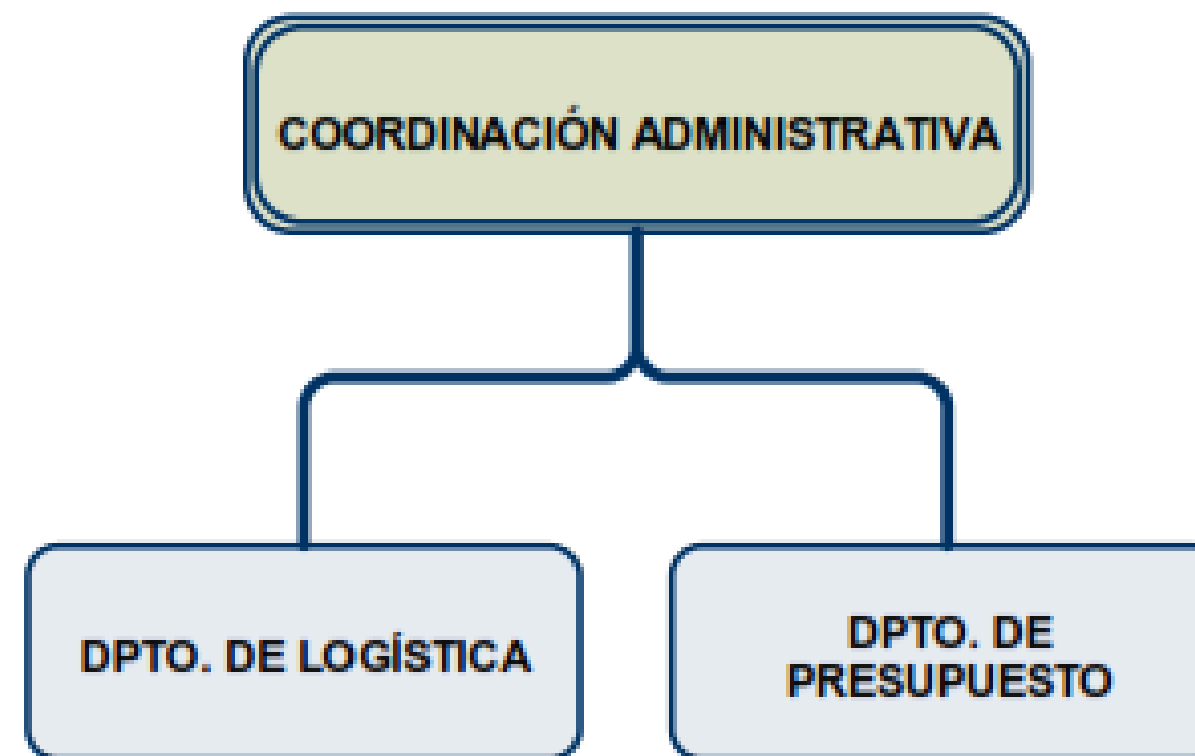 COORDINACIÓN ADMINISTRATIVA
DPTO. DE LOGÍSTICA
DPTO. DE
PRESUPUESTO